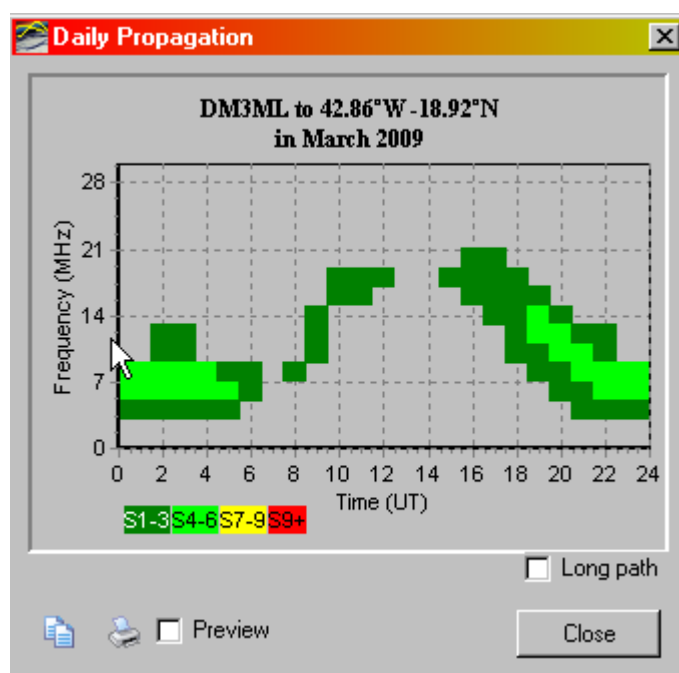 Daily Propagation
DM3ML to 42.86°W -18.92°N
in March 2009
Frequency (MHz)
28
21
14
7
0
0 2 4 6 8 10 12 14 16 18 20 22 24
Time (UT)
S1-3 S4-6 S7-9 S9+
Long path
Preview
Close